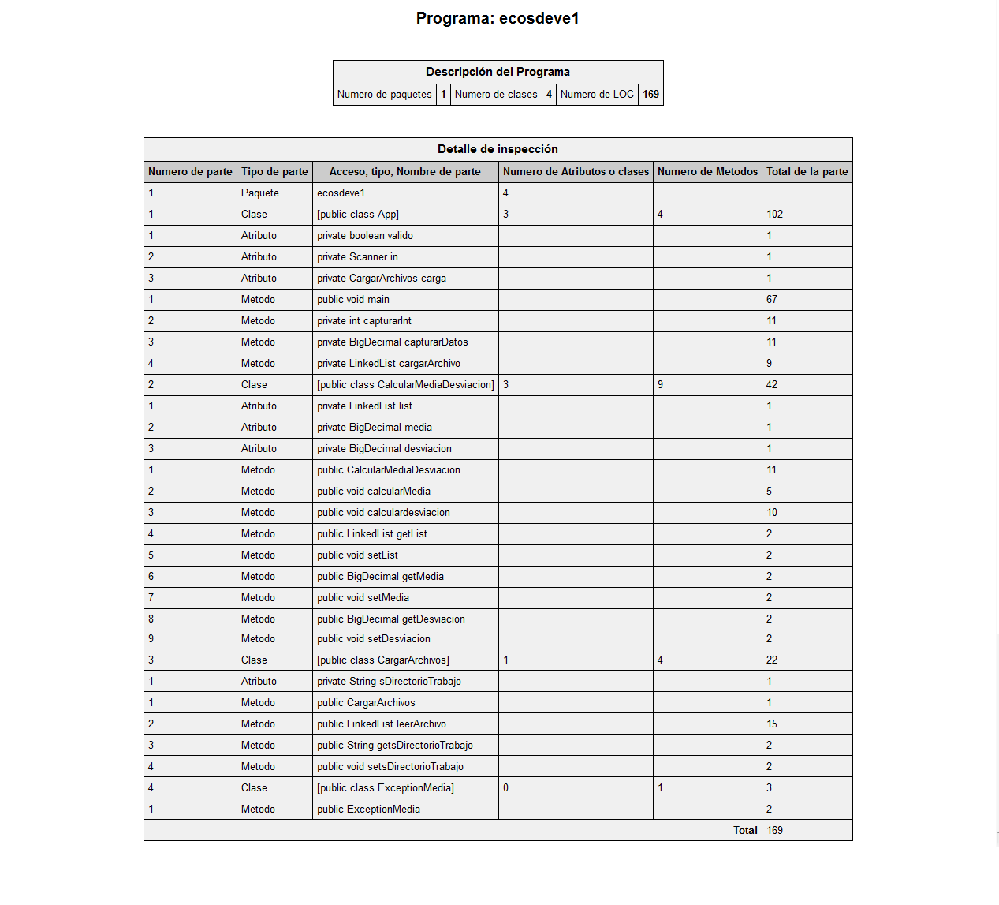 Programa: ecosdeve1
Descripción del Programa
Numero de paquetes 1 Numero de clases 4 Numero de LOC 169
Detalle de inspección
Numero de parte Tipo de parte Acceso, tipo, Nombre de parte Numero de Atributos o clases Numero de Metodos Total de la parte
1 Paquete ecosdeve1 4
1 Clase [public class App] 3 4 102
1 Atributo private boolean valido 1
2 Atributo private Scanner in 1
3 Atributo private CargarArchivos carga 1
1 Metodo public void main 67
2 Metodo private int capturarInt 11
3 Metodo private BigDecimal capturarDatos 11
4 Metodo private LinkedList cargarArchivo 9
2 Clase [public class CalcularMediaDesviacion] 3 9 42
1 Atributo private LinkedList list 1
2 Atributo private BigDecimal media 1
3 Atributo private BigDecimal desviacion 1
1 Metodo public CalcularMediaDesviacion 11
2 Metodo public void calcularMedia 5
3 Metodo public void calculardesviacion 10
4 Metodo public LinkedList getList 2
5 Metodo public void setList 2
6 Metodo public BigDecimal getMedia 2
7 Metodo public void setMedia 2
8 Metodo public BigDecimal getDesviacion 2
9 Metodo public void setDesviacion 2
3 Clase [public class CargarArchivos] 1 4 22
1 Atributo private String sDirectorioTrabajo 1
1 Metodo public CargarArchivos 1
2 Metodo public LinkedList leerArchivo 15
3 Metodo public String getsDirectorioTrabajo 2
4 Metodo public void setsDirectorioTrabajo 2
4 Clase [public class ExceptionMedia] 0 1 3
1 Metodo public ExceptionMedia 2
Total 169